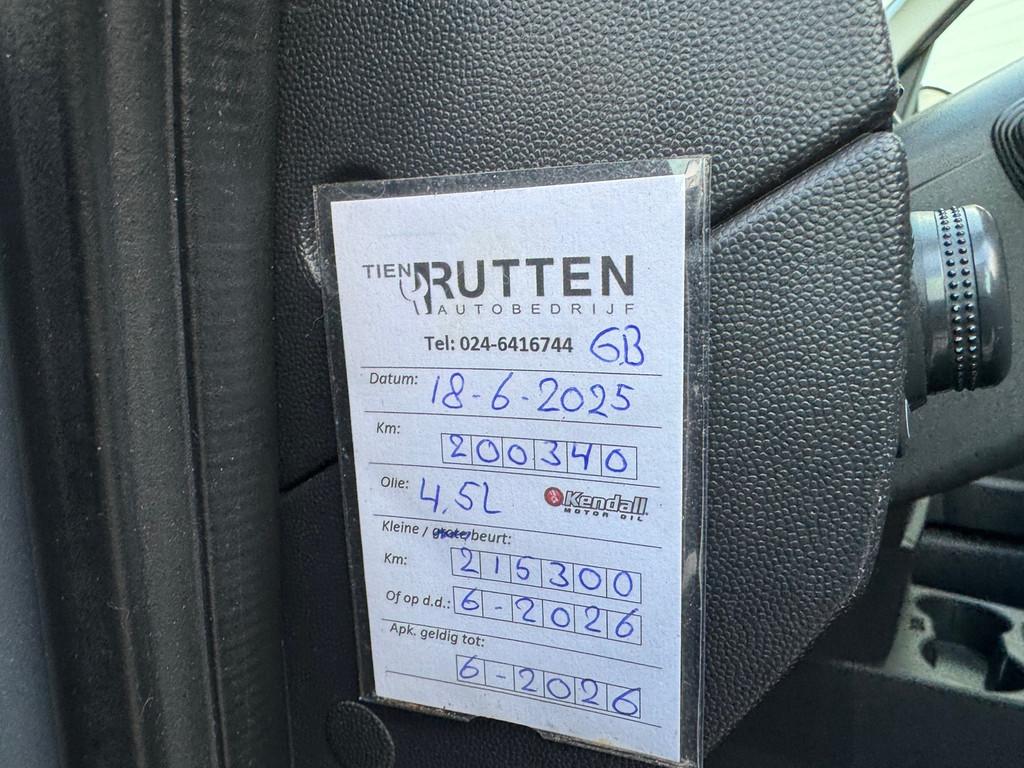 TIEN RUTTEN
AUTOBEDRIJF
Tel: 024-6416744 GB
Datum: 18-6-2025
Km: 200340
Olie: 4,5L Kendall MOTOR OIL
Kleine / grote beurt:
Km: 215300
Of op d.d.: 6-2026
Apk. geldig tot:
6-2026